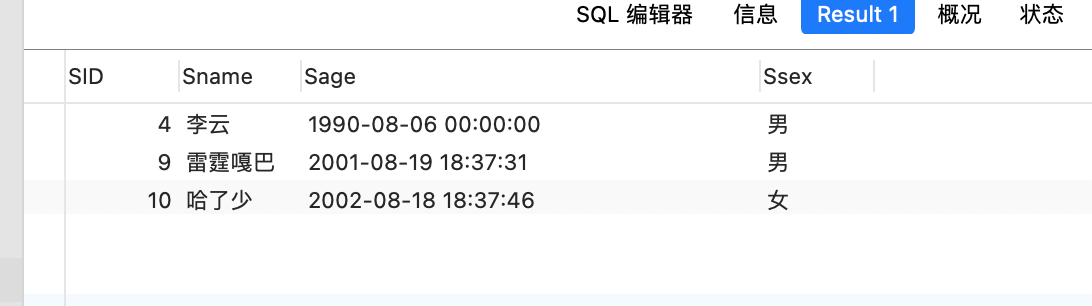 SQL 编辑器 信息 Result 1 概况 状态
SID Sname Sage Ssex
4 李云 1990-08-06 00:00:00 男
9 雷霆嘎巴 2001-08-19 18:37:31 男
10 哈了少 2002-08-18 18:37:46 女